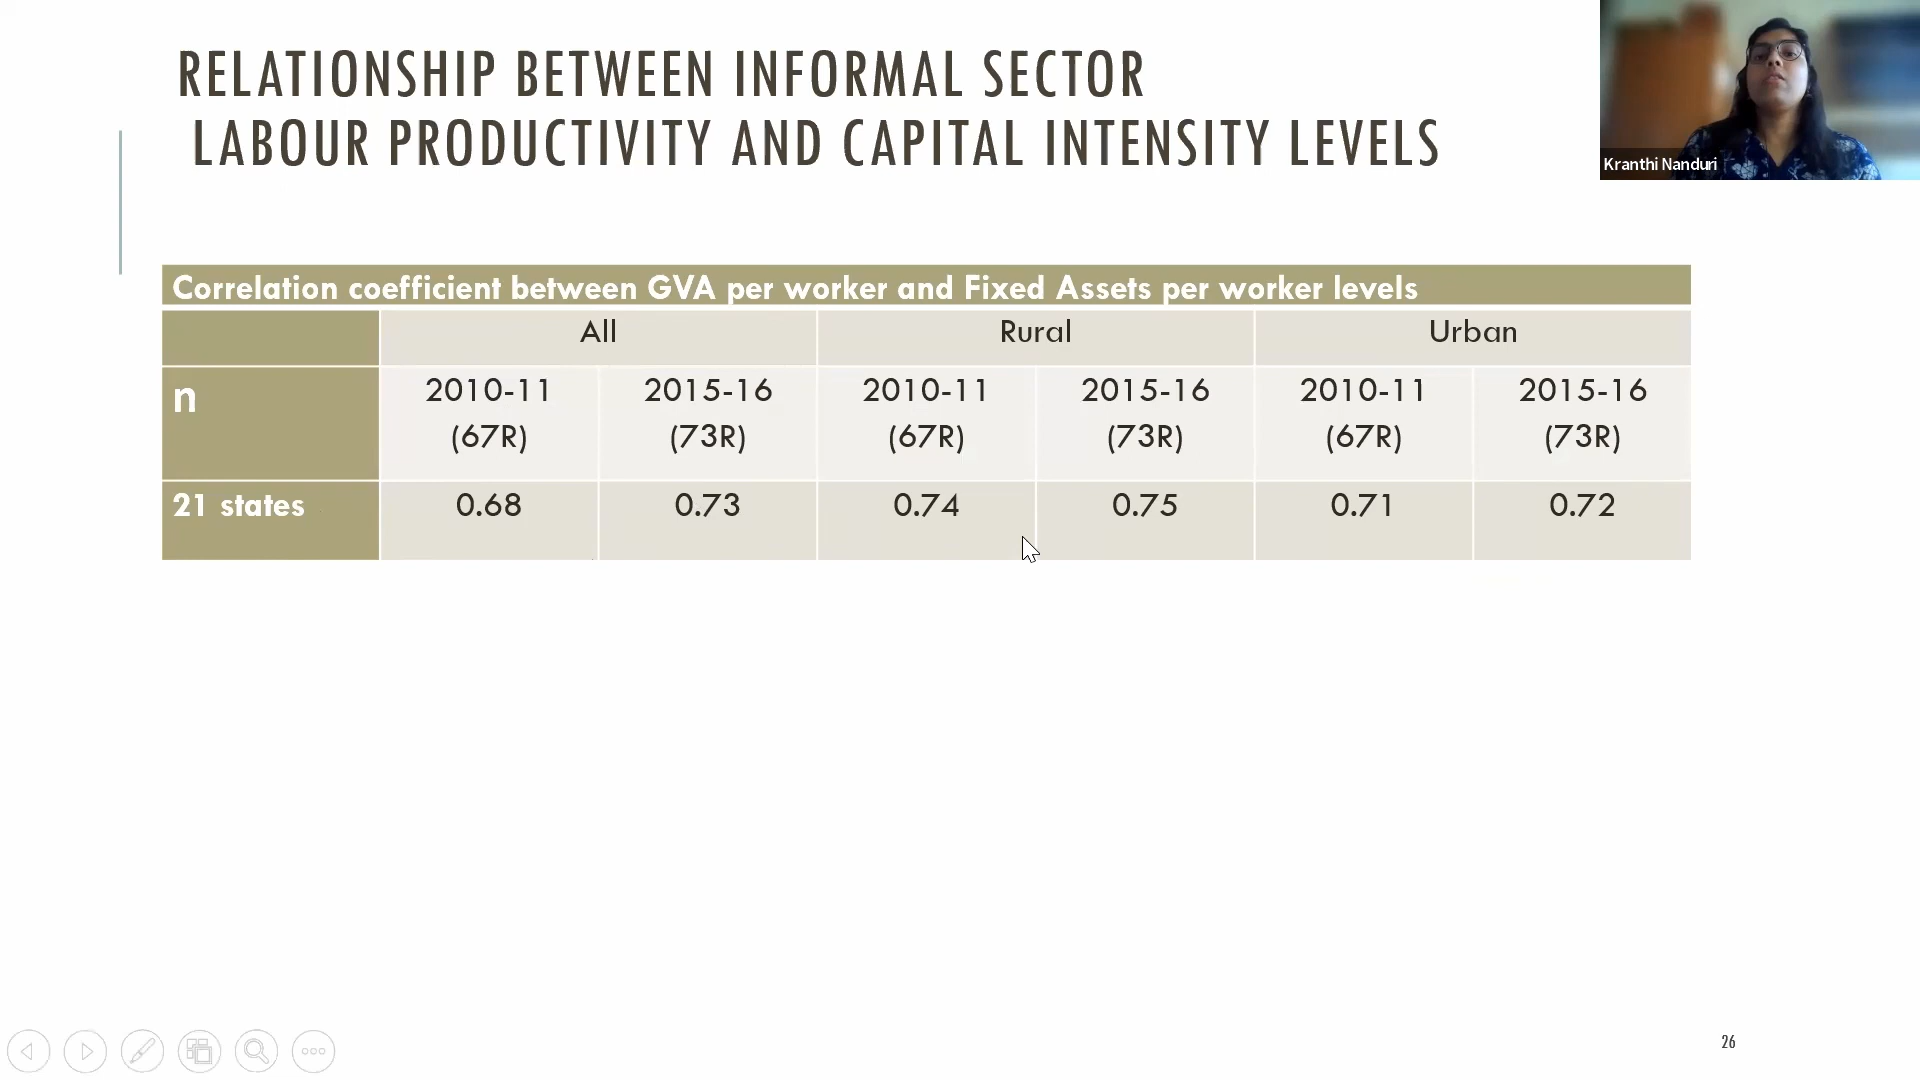 RELATIONSHIP BETWEEN INFORMAL SECTOR
LABOUR PRODUCTIVITY AND CAPITAL INTENSITY LEVELS
Kranthi Nanduri
Correlation coefficient between GVA per worker and Fixed Assets per worker levels
All Rural Urban
n 2010-11 (67R) 2015-16 (73R) 2010-11 (67R) 2015-16 (73R) 2010-11 (67R) 2015-16 (73R)
21 states 0.68 0.73 0.74 0.75 0.71 0.72
26